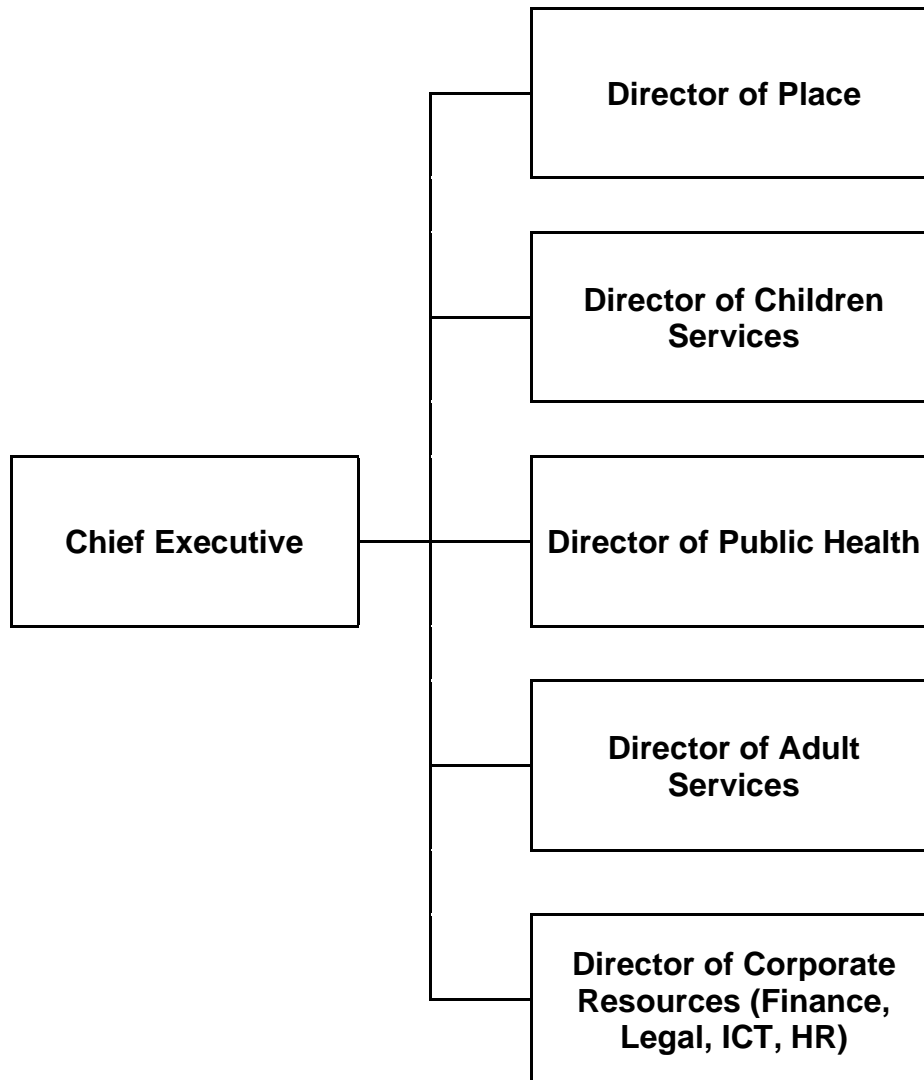 Director of Place
Director of Children
Services
Chief Executive
Director of Public Health
Director of Adult
Services
Director of Corporate
Resources (Finance,
Legal, ICT, HR)